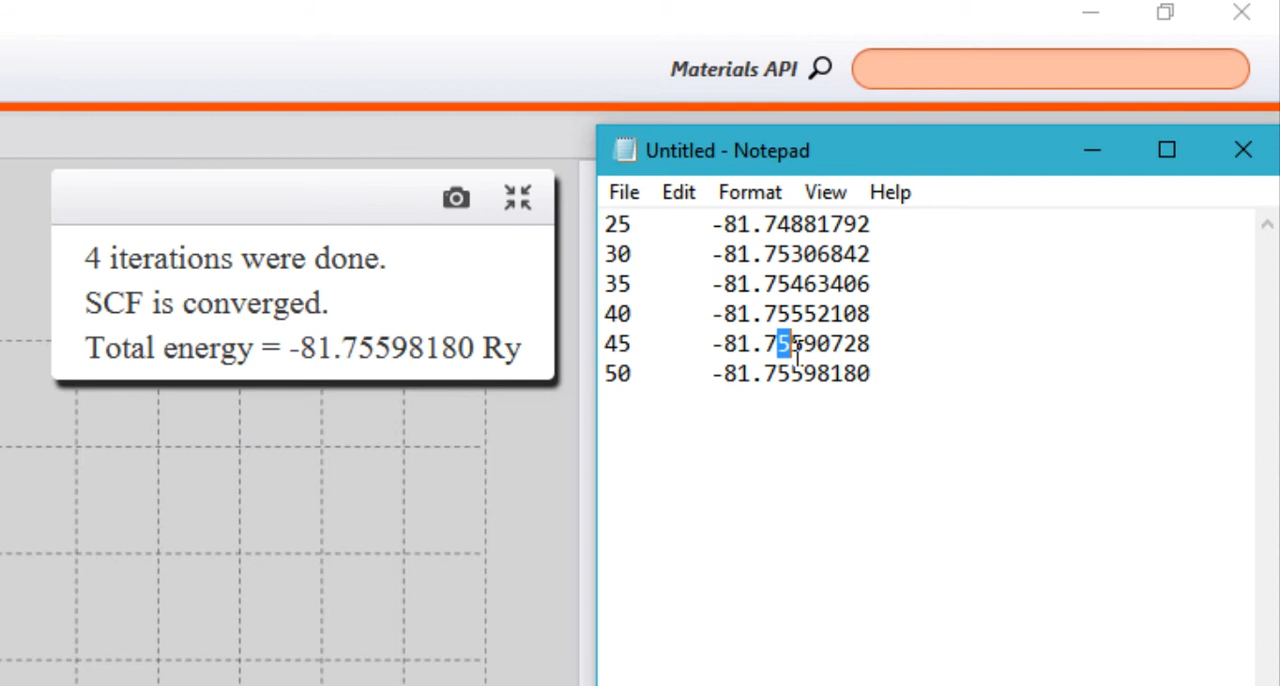 Materials API
Untitled - Notepad
File Edit Format View Help
4 iterations were done.
SCF is converged.
Total energy = -81.75598180 Ry
25 -81.74881792
30 -81.75306842
35 -81.75463406
40 -81.75552108
45 -81.75590728
50 -81.75598180